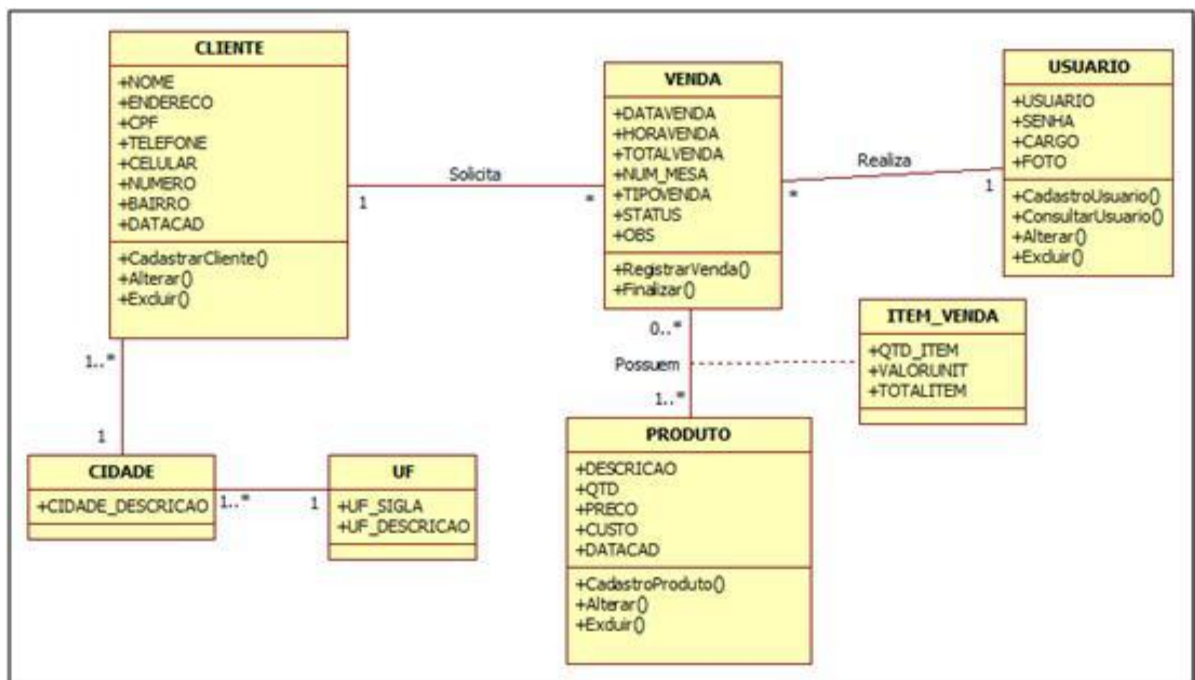 CLIENTE
+NOME
+ENDERECO
+CPF
+TELEFONE
+CELULAR
+NUMERO
+BAIRRO
+DATACAD
+CadastrarCliente()
+Alterar()
+Excluir()
Solicita
1
*
VENDA
+DATAVENDA
+HORAVENDA
+TOTALVENDA
+NUM_MESA
+TIPOVENDA
+STATUS
+OBS
+RegistrarVenda()
+Finalizar()
Realiza
*
1
USUARIO
+USUARIO
+SENHA
+CARGO
+FOTO
+CadastroUsuario()
+ConsultarUsuario()
+Alterar()
+Excluir()
0..*
Possuem
1..*
ITEM_VENDA
+QTD_ITEM
+VALORUNIT
+TOTALITEM
1..*
1
CIDADE
+CIDADE_DESCRICAO
1..*
1
UF
+UF_SIGLA
+UF_DESCRICAO
PRODUTO
+DESCRICAO
+QTD
+PRECO
+CUSTO
+DATACAD
+CadastroProduto()
+Alterar()
+Excluir()